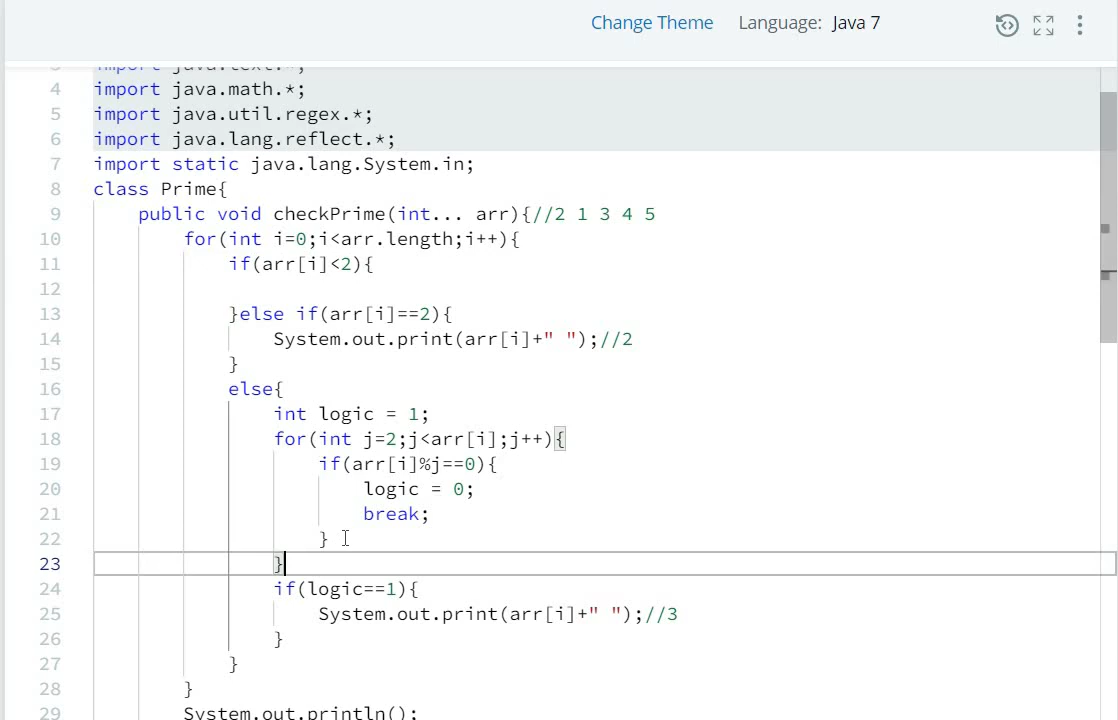 Change Theme Language: Java 7
3 import java.text.*;
4 import java.math.*;
5 import java.util.regex.*;
6 import java.lang.reflect.*;
7 import static java.lang.System.in;
8 class Prime{
9 public void checkPrime(int... arr){//2 1 3 4 5
10 for(int i=0;i<arr.length;i++){
11 if(arr[i]<2){
12
13 }else if(arr[i]==2){
14 System.out.print(arr[i]+" ");//2
15 }
16 else{
17 int logic = 1;
18 for(int j=2;j<arr[i];j++){
19 if(arr[i]%j==0){
20 logic = 0;
21 break;
22 }
23 }
24 if(logic==1){
25 System.out.print(arr[i]+" ");//3
26 }
27 }
28 }
29 System.out.println();